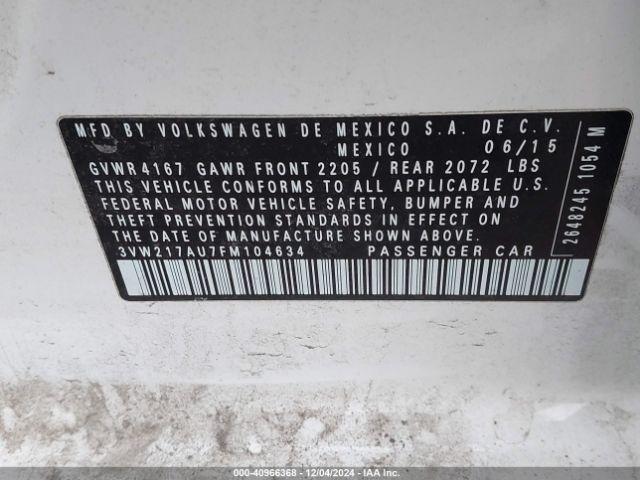 MFD BY VOLKSWAGEN DE MEXICO S.A. DE C.V.
MEXICO 06/15
GVWR 4167 GAWR FRONT 2205 / REAR 2072 LBS
THIS VEHICLE CONFORMS TO ALL APPLICABLE U.S.
FEDERAL MOTOR VEHICLE SAFETY, BUMPER AND
THEFT PREVENTION STANDARDS IN EFFECT ON
THE DATE OF MANUFACTURE SHOWN ABOVE.
3VW217AU7FM104634 PASSENGER CAR
2648245 1054 M
000-40966368 - 12/04/2024 - IAA Inc.